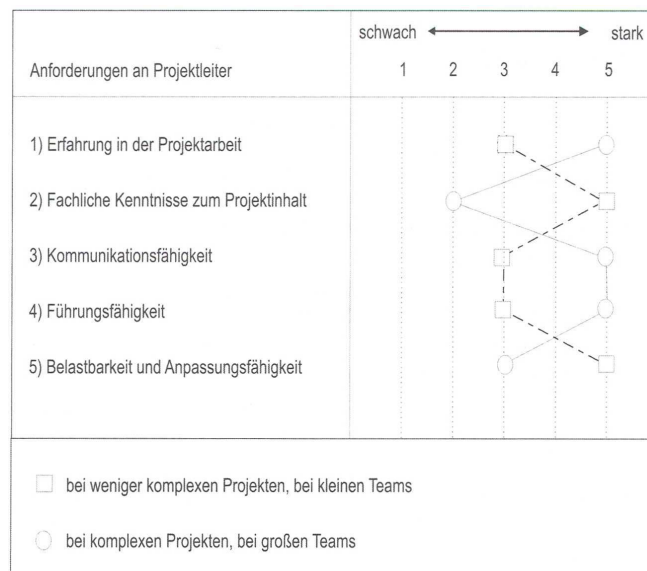 schwach stark
Anforderungen an Projektleiter 1 2 3 4 5
1) Erfahrung in der Projektarbeit
2) Fachliche Kenntnisse zum Projektinhalt
3) Kommunikationsfähigkeit
4) Führungsfähigkeit
5) Belastbarkeit und Anpassungsfähigkeit
bei weniger komplexen Projekten, bei kleinen Teams
bei komplexen Projekten, bei großen Teams